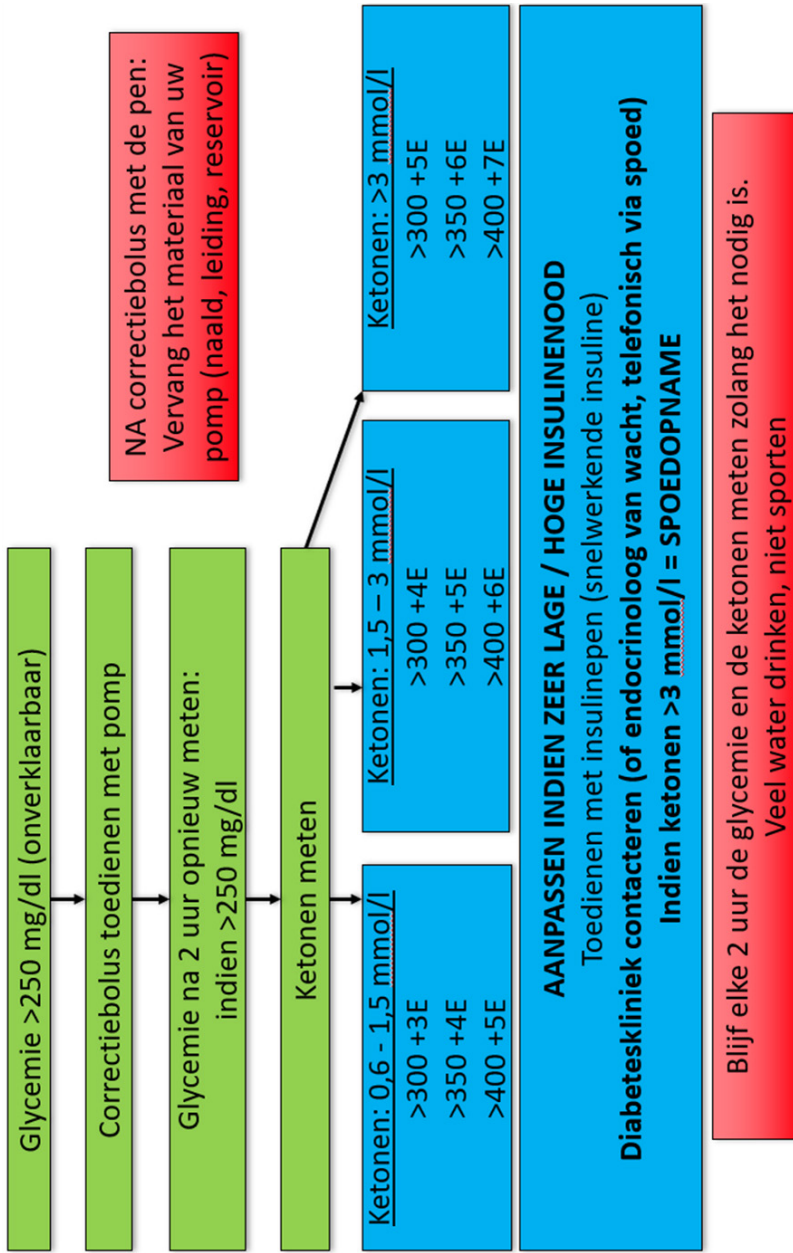 Glycemie >250 mg/dl (onverklaarbaar)
Correctiebolus toedienen met pomp
Glycemie na 2 uur opnieuw meten:
indien >250 mg/dl
Ketonen meten
NA correctiebolus met de pen:
Vervang het materiaal van uw
pomp (naald, leiding, reservoir)
Ketonen: 0,6 - 1,5 mmol/l
>300 +3E
>350 +4E
>400 +5E
Ketonen: 1,5 – 3 mmol/l
>300 +4E
>350 +5E
>400 +6E
Ketonen: >3 mmol/l
>300 +5E
>350 +6E
>400 +7E
AANPASSEN INDIEN ZEER LAGE / HOGE INSULINENOOD
Toedienen met insulinepen (snelwerkende insuline)
Diabeteskliniek contacteren (of endocrinoloog van wacht, telefonisch via spoed)
Indien ketonen >3 mmol/l = SPOEDOPNAME
Blijf elke 2 uur de glycemie en de ketonen meten zolang het nodig is.
Veel water drinken, niet sporten